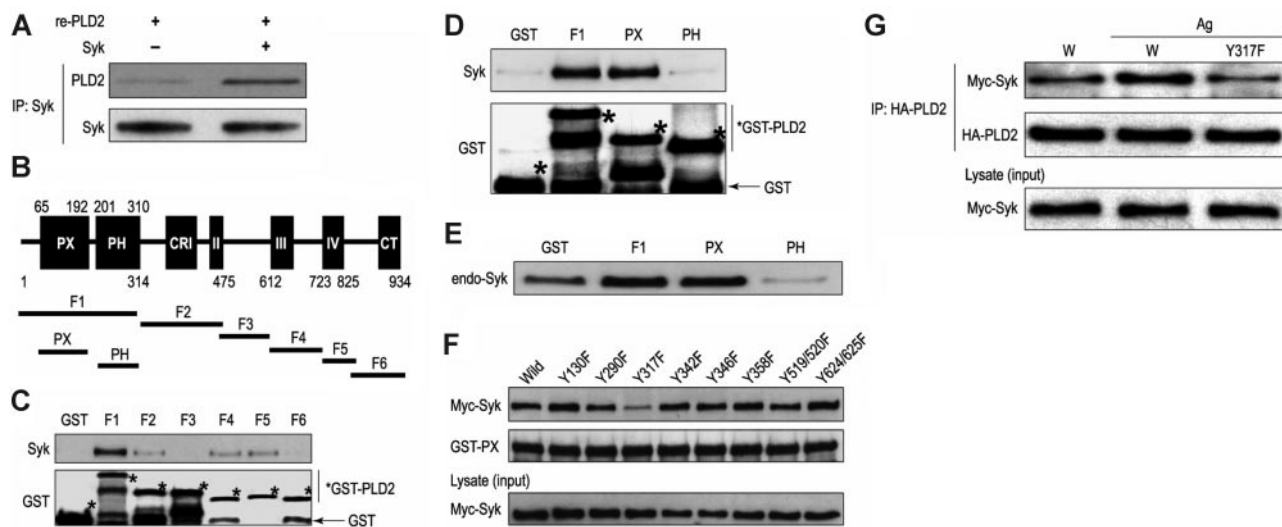 A
re-PLD2 + +
Syk − +
IP: Syk
PLD2
Syk
B
65 192 201 310
PX PH CRI II III IV CT
1 314 475 612 723 825 934
F1
F2
F3
F4
F5
F6
PX
PH
C
GST F1 F2 F3 F4 F5 F6
Syk
GST
* * * * * * *
*GST-PLD2
GST
D
GST F1 PX PH
Syk
GST
* * * *
*GST-PLD2
GST
E
GST F1 PX PH
endo-Syk
F
Wild Y130F Y290F Y317F Y342F Y346F Y358F Y519/520F Y624/625F
Myc-Syk
GST-PX
Lysate (input)
Myc-Syk
G
Ag
W W Y317F
IP: HA-PLD2
Myc-Syk
HA-PLD2
Lysate (input)
Myc-Syk